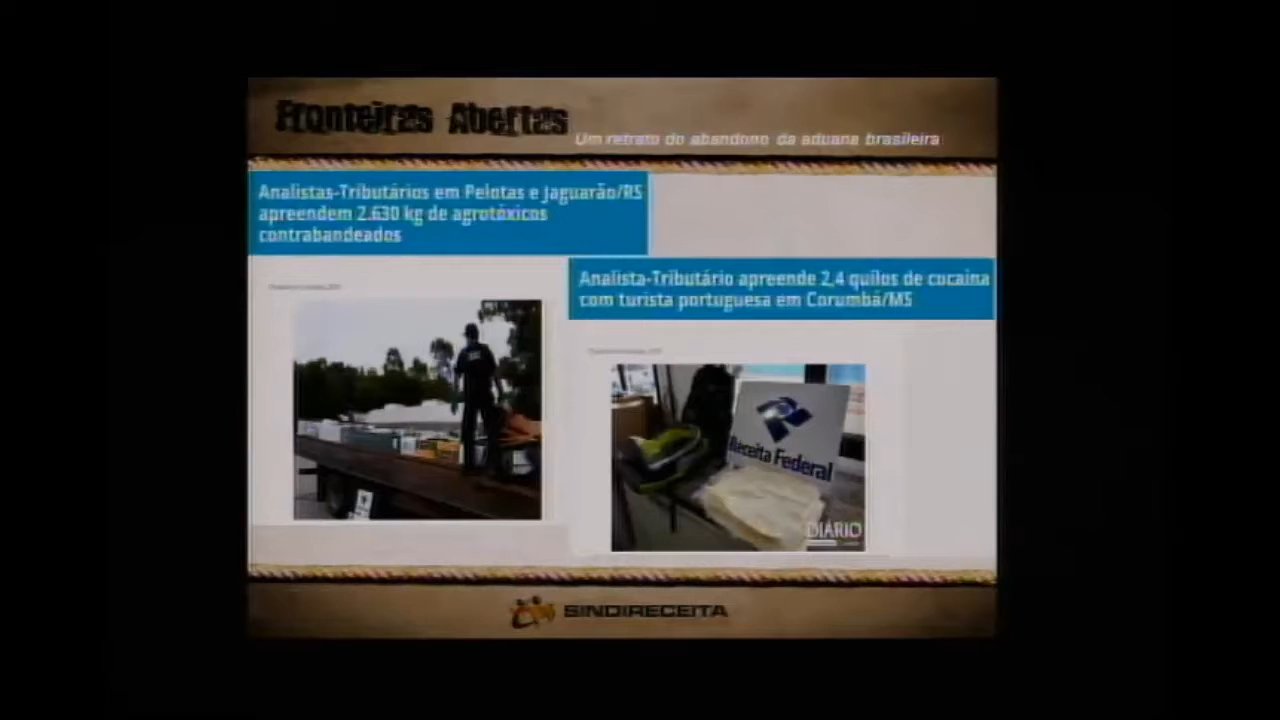 Fronteiras Abertas
Um retrato do abandono da aduana brasileira
Analistas-Tributários em Pelotas e Jaguarão/RS
apreendem 2.630 kg de agrotóxicos
contrabandeados
Analista-Tributário apreende 2,4 quilos de cocaína
com turista portuguesa em Corumbá/MS
Receita Federal
DIÁRIO
SINDIRECEITA